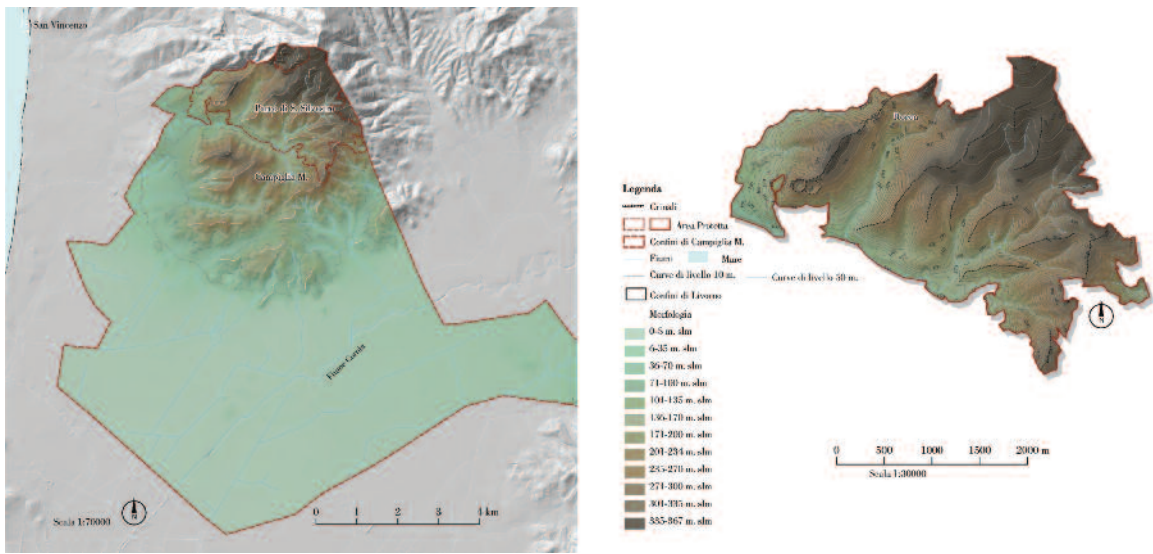 San Vincenzo
Parco di S. Silvestro
Campiglia M.
Fiume Cornia
Scala 1:70000
N
0 1 2 3 4 km
Rocca
Legenda
Crinali
Area Protetta
Confini di Campiglia M.
Fiumi Mare
Curve di livello 10 m. Curve di livello 50 m.
Confini di Livorno
Morfologia
0-5 m. slm
6-35 m. slm
36-70 m. slm
71-100 m. slm
101-135 m. slm
136-170 m. slm
171-200 m. slm
201-234 m. slm
235-270 m. slm
271-300 m. slm
301-335 m. slm
335-367 m. slm
N
0 500 1000 1500 2000 m
Scala 1:30000